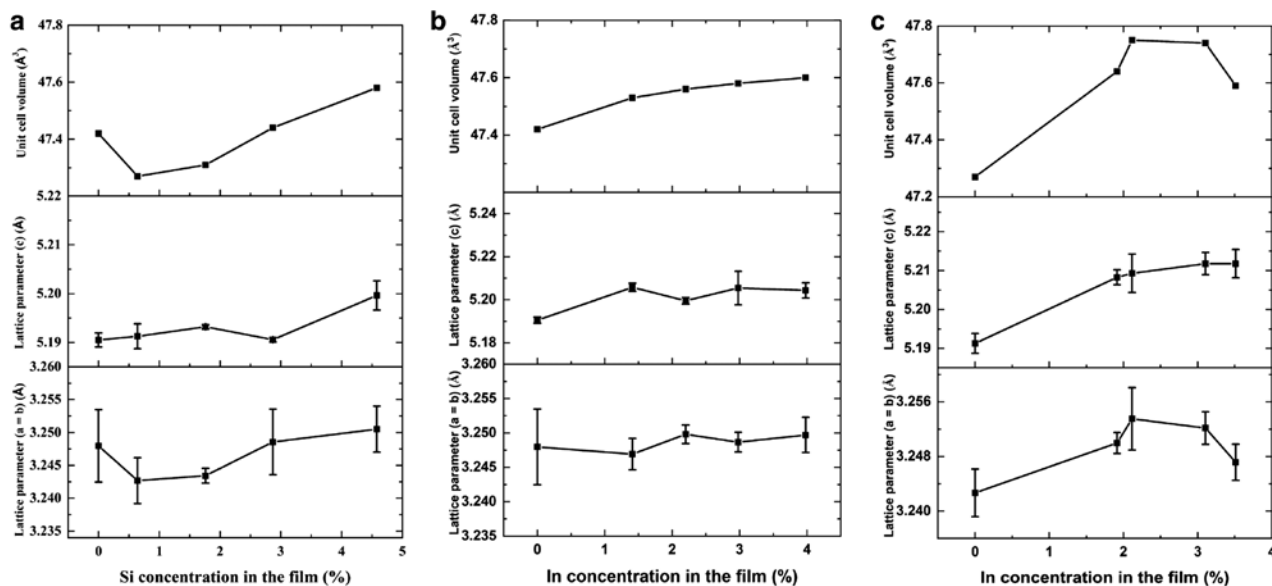 a
47.8
47.6
47.4
5.22
Unit cell volume (Å³)
5.21
5.20
5.19
3.260
Lattice parameter (c) (Å)
3.255
3.250
3.245
3.240
3.235
Lattice parameter (a = b) (Å)
0 1 2 3 4 5
Si concentration in the film (%)
b
47.8
47.6
47.4
Unit cell volume (Å³)
5.24
5.22
5.20
5.18
3.260
Lattice parameter (c) (Å)
3.255
3.250
3.245
3.240
3.235
Lattice parameter (a = b) (Å)
0 1 2 3 4
In concentration in the film (%)
c
47.8
47.6
47.4
47.2
Unit cell volume (Å³)
5.22
5.21
5.20
5.19
Lattice parameter (c) (Å)
3.256
3.248
3.240
Lattice parameter (a = b) (Å)
0 1 2 3 4
In concentration in the film (%)